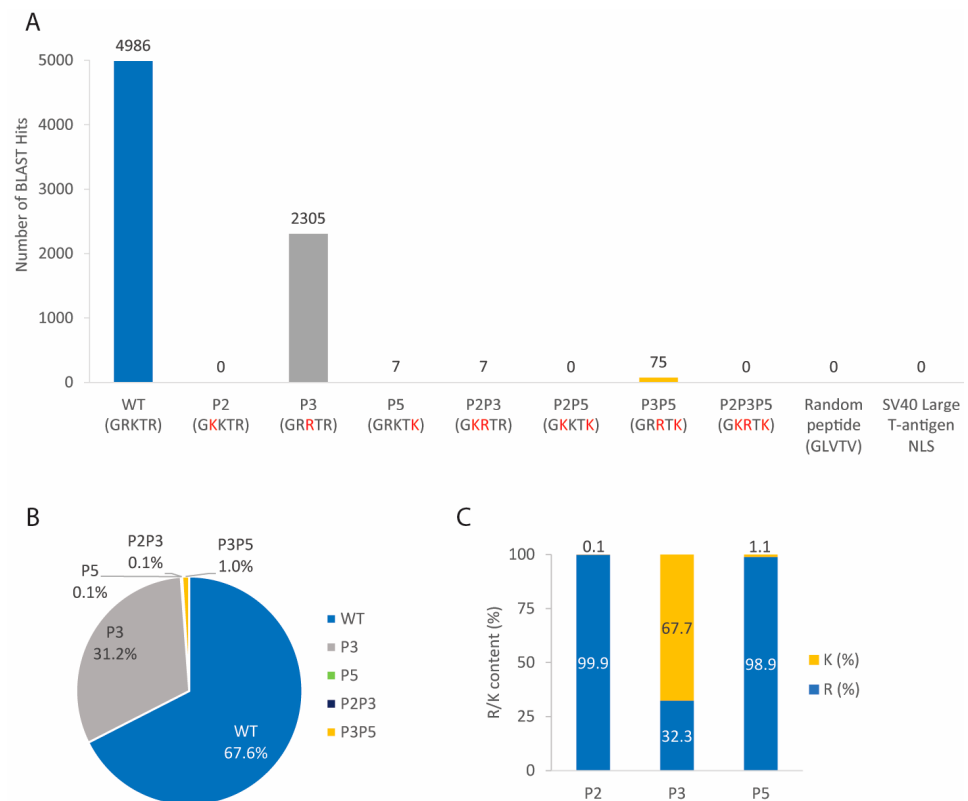 A
Number of BLAST Hits
5000
4000
3000
2000
1000
0
4986
0
2305
7
7
0
75
0
0
0
WT
(GRKTR)
P2
(GKKTR)
P3
(GRRTR)
P5
(GRKTK)
P2P3
(GKRTR)
P2P5
(GKKTK)
P3P5
(GRRTK)
P2P3P5
(GKRTK)
Random
peptide
(GLVTV)
SV40 Large
T-antigen
NLS
B
P2P3
0.1%
P3P5
1.0%
P5
0.1%
P3
31.2%
WT
67.6%
WT
P3
P5
P2P3
P3P5
C
R/K content (%)
100
75
50
25
0
0.1
99.9
67.7
32.3
1.1
98.9
P2
P3
P5
K (%)
R (%)